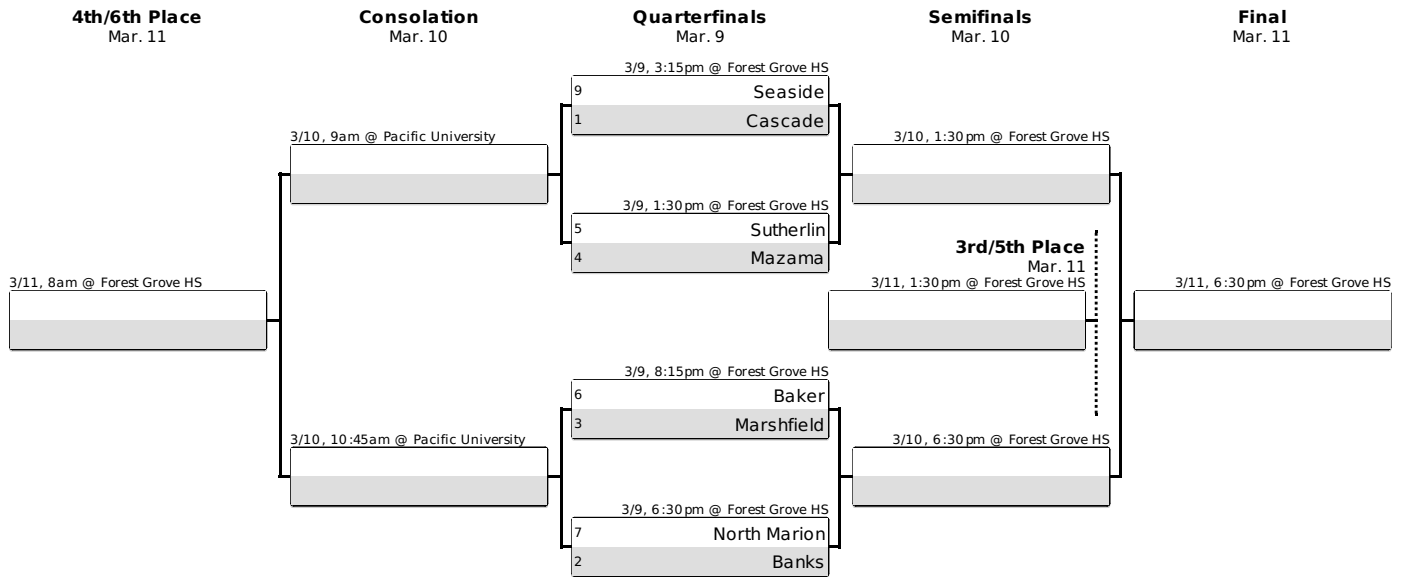 4th/6th Place
Mar. 11
Consolation
Mar. 10
Quarterfinals
Mar. 9
Semifinals
Mar. 10
Final
Mar. 11
3/9, 3:15pm @ Forest Grove HS
9 Seaside
1 Cascade
3/10, 9am @ Pacific University
3/10, 1:30pm @ Forest Grove HS
3/9, 1:30pm @ Forest Grove HS
5 Sutherlin
4 Mazama
3rd/5th Place
Mar. 11
3/11, 8am @ Forest Grove HS
3/11, 1:30pm @ Forest Grove HS
3/11, 6:30pm @ Forest Grove HS
3/9, 8:15pm @ Forest Grove HS
6 Baker
3 Marshfield
3/10, 10:45am @ Pacific University
3/10, 6:30pm @ Forest Grove HS
3/9, 6:30pm @ Forest Grove HS
7 North Marion
2 Banks